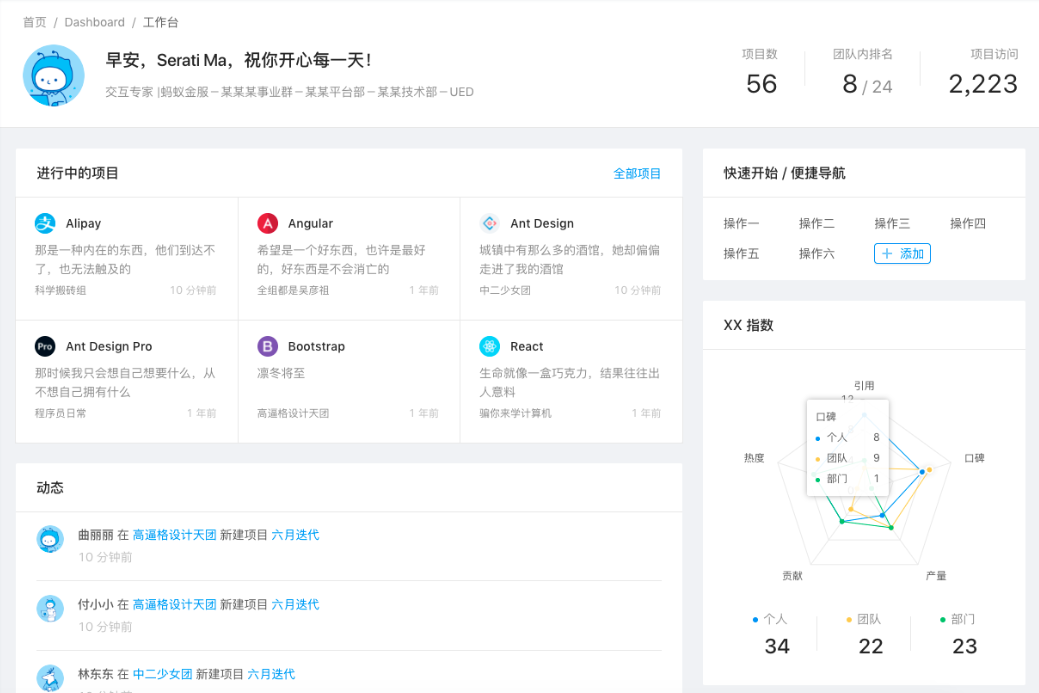 首页 / Dashboard / 工作台
早安，Serati Ma，祝你开心每一天！
交互专家 |蚂蚁金服－某某某事业群－某某平台部－某某技术部－UED
项目数
56
团队内排名
8 / 24
项目访问
2,223
进行中的项目
全部项目
Alipay
那是一种内在的东西，他们到达不
了，也无法触及的
科学搬砖组
10 分钟前
A
Angular
希望是一个好东西，也许是最好
的，好东西是不会消亡的
全组都是吴彦祖
1 年前
Ant Design
城镇中有那么多的酒馆，她却偏偏
走进了我的酒馆
中二少女团
10 分钟前
Pro
Ant Design Pro
那时候我只会想自己想要什么，从
不想自己拥有什么
程序员日常
1 年前
B
Bootstrap
凛冬将至
高逼格设计天团
1 年前
React
生命就像一盒巧克力，结果往往出
人意料
骗你来学计算机
1 年前
动态
曲丽丽 在 高逼格设计天团 新建项目 六月迭代
10 分钟前
付小小 在 高逼格设计天团 新建项目 六月迭代
10 分钟前
林东东 在 中二少女团 新建项目 六月迭代
快速开始 / 便捷导航
操作一 操作二 操作三 操作四
操作五 操作六 + 添加
XX 指数
引用
12
口碑
个人 8
团队 9
部门 1
热度
口碑
贡献
产量
个人
34
团队
22
部门
23